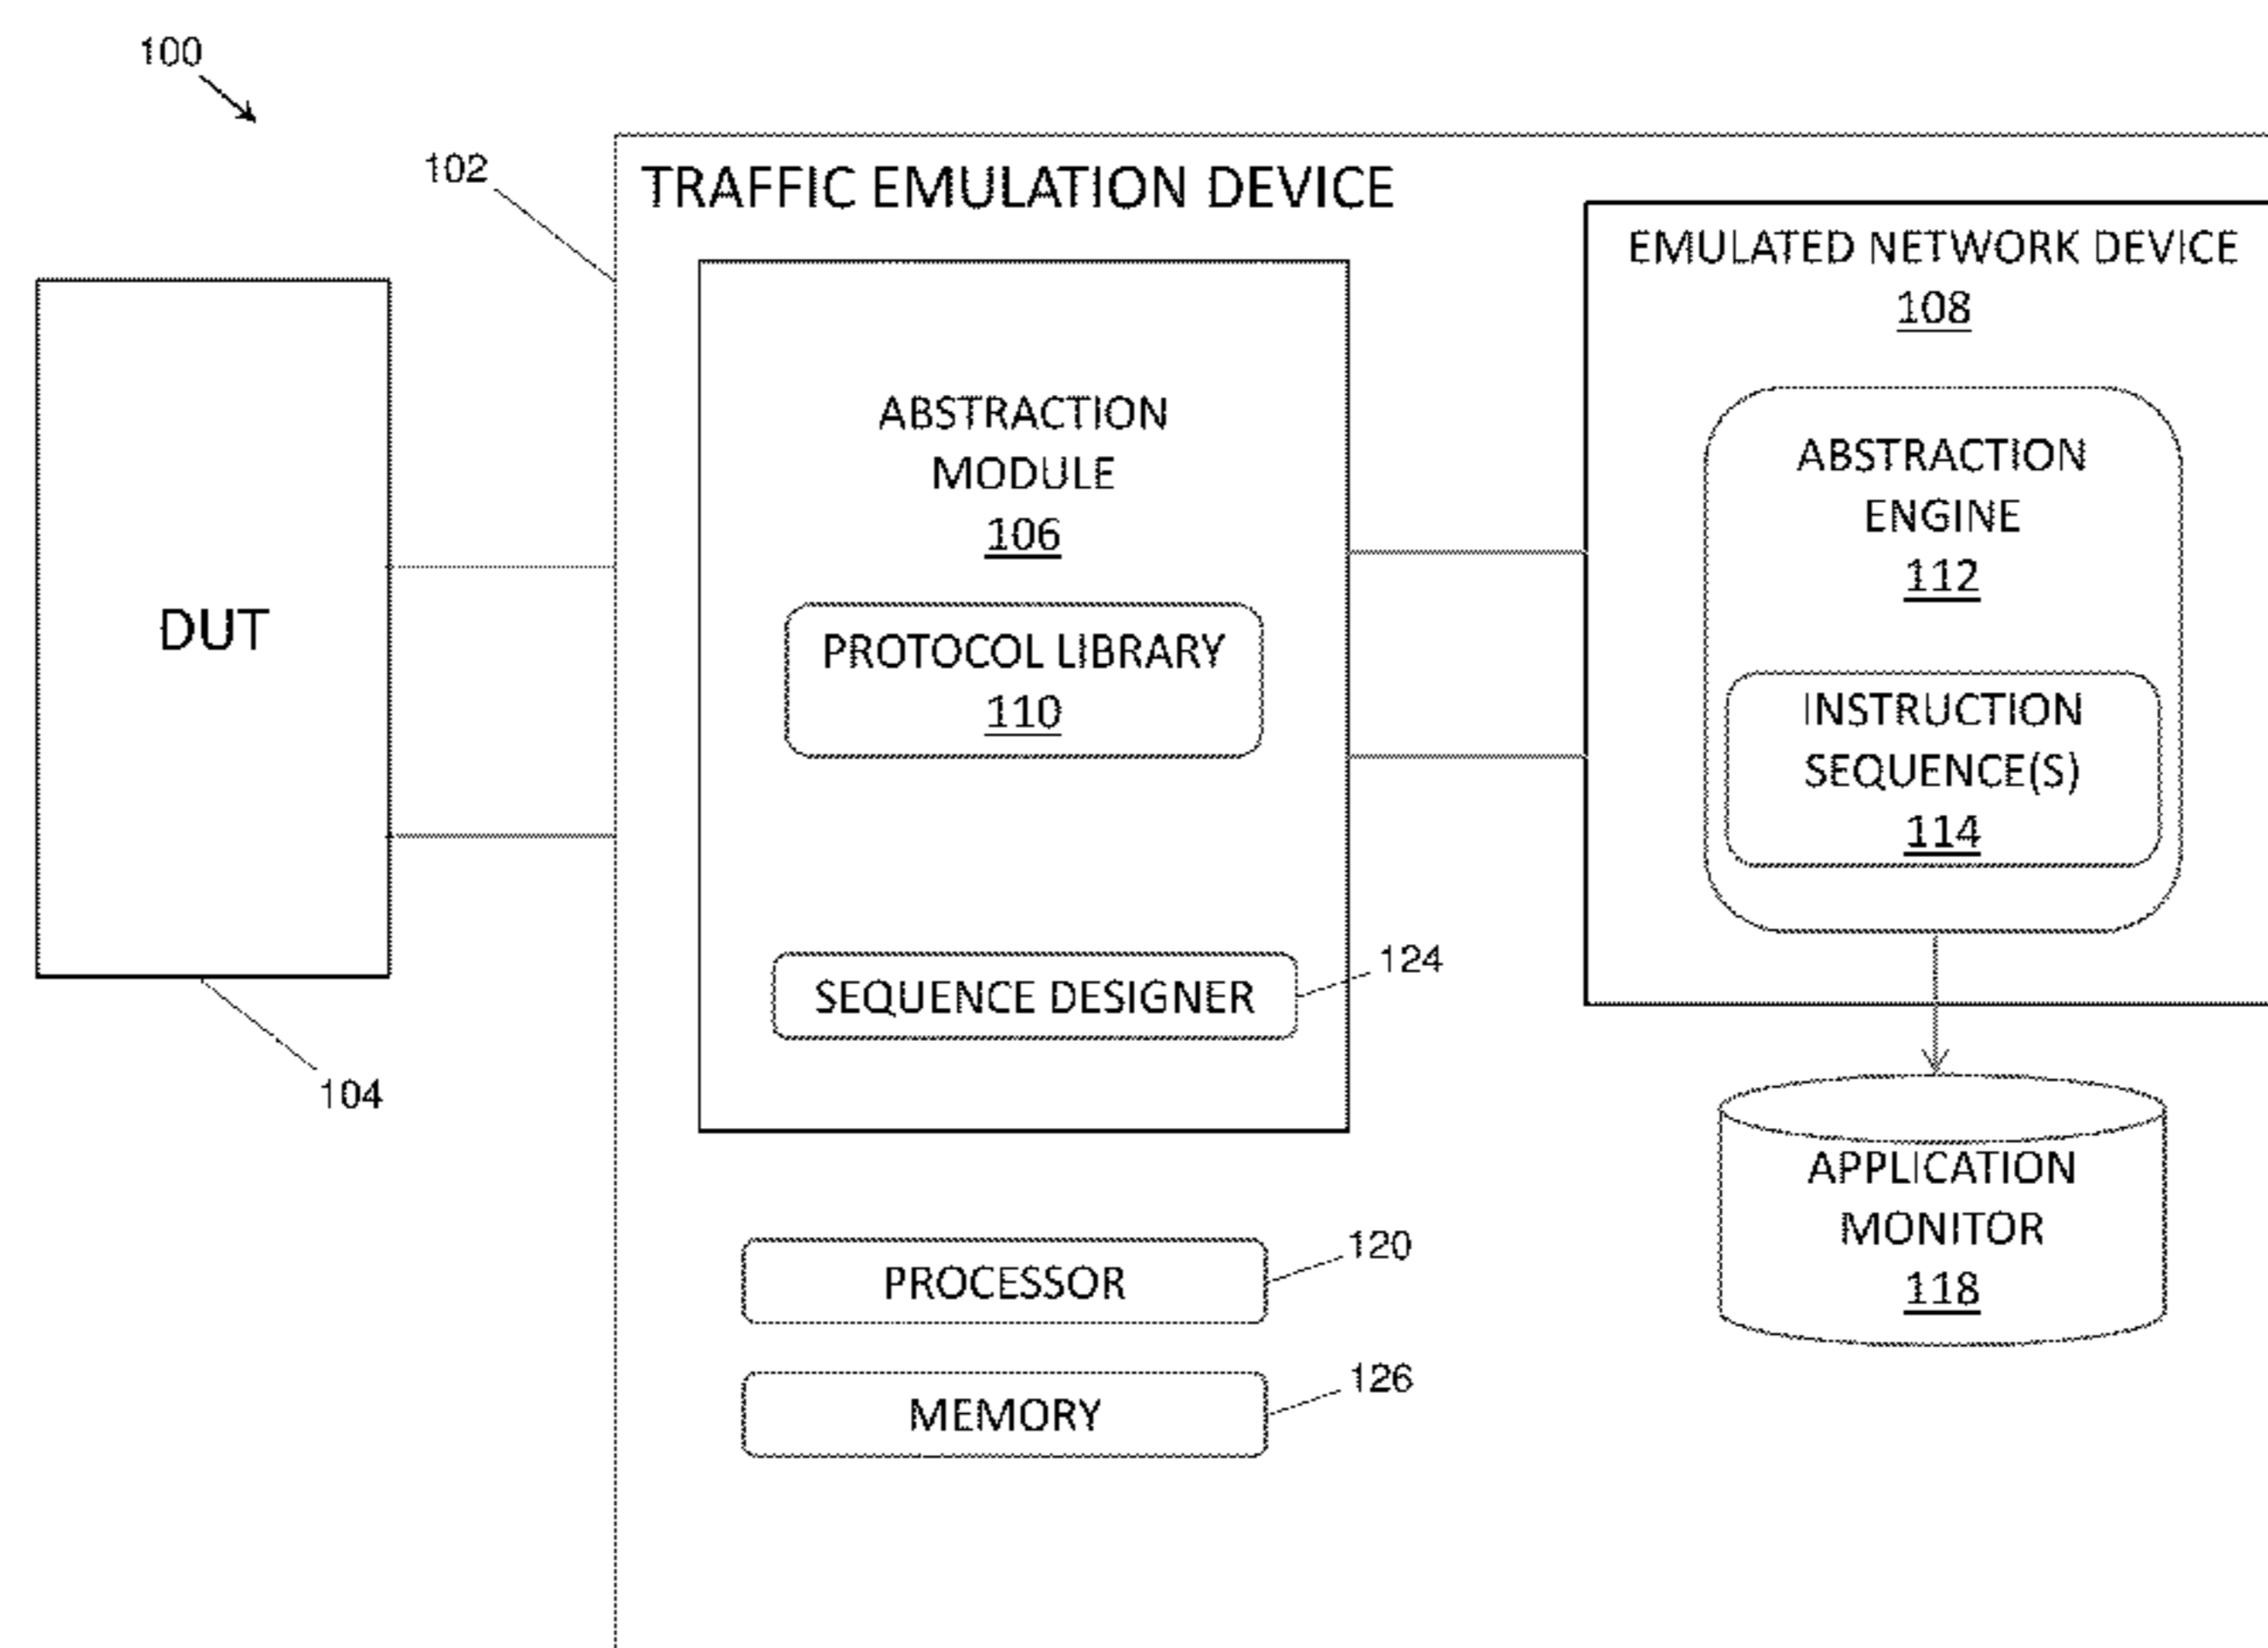 100
102
TRAFFIC EMULATION DEVICE
EMULATED NETWORK DEVICE
108
ABSTRACTION
MODULE
106
ABSTRACTION
ENGINE
112
DUT
PROTOCOL LIBRARY
110
INSTRUCTION
SEQUENCE(S)
114
124
SEQUENCE DESIGNER
104
APPLICATION
MONITOR
118
120
PROCESSOR
126
MEMORY